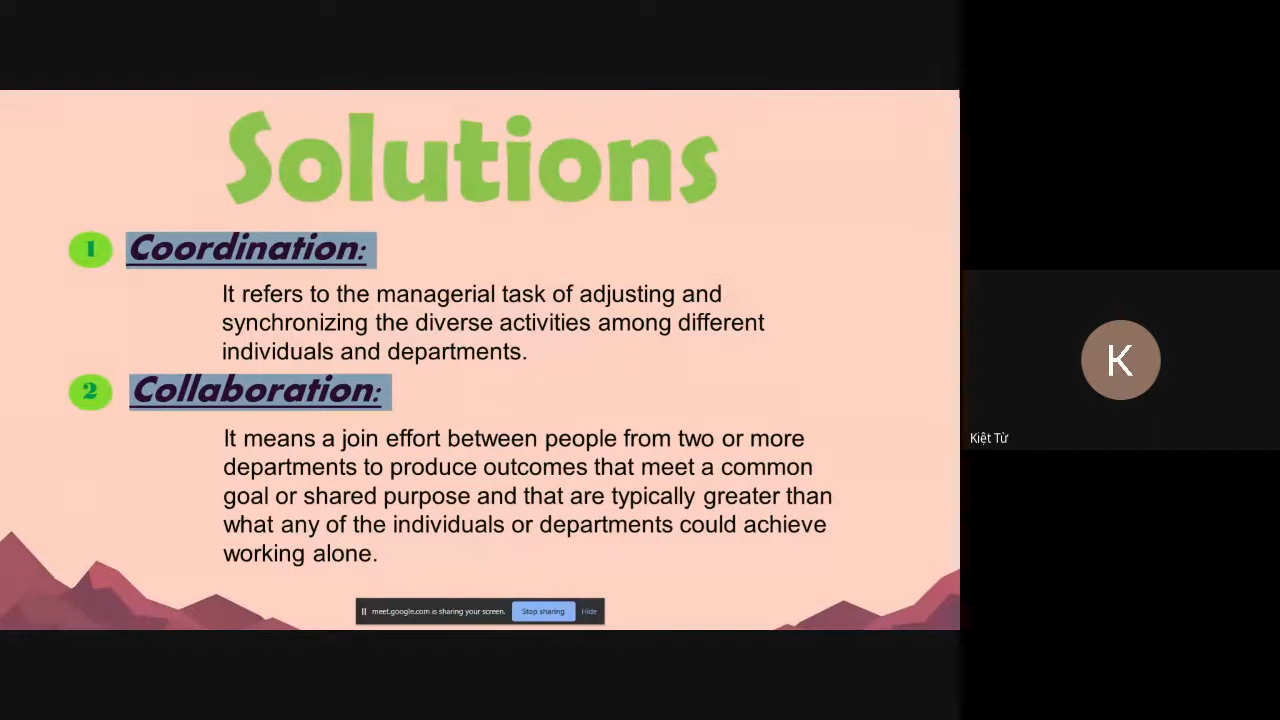 Solutions
1
Coordination:
It refers to the managerial task of adjusting and
synchronizing the diverse activities among different
individuals and departments.
2
Collaboration:
It means a join effort between people from two or more
departments to produce outcomes that meet a common
goal or shared purpose and that are typically greater than
what any of the individuals or departments could achieve
working alone.
meet.google.com is sharing your screen. Stop sharing Hide
K
Kiệt Từ